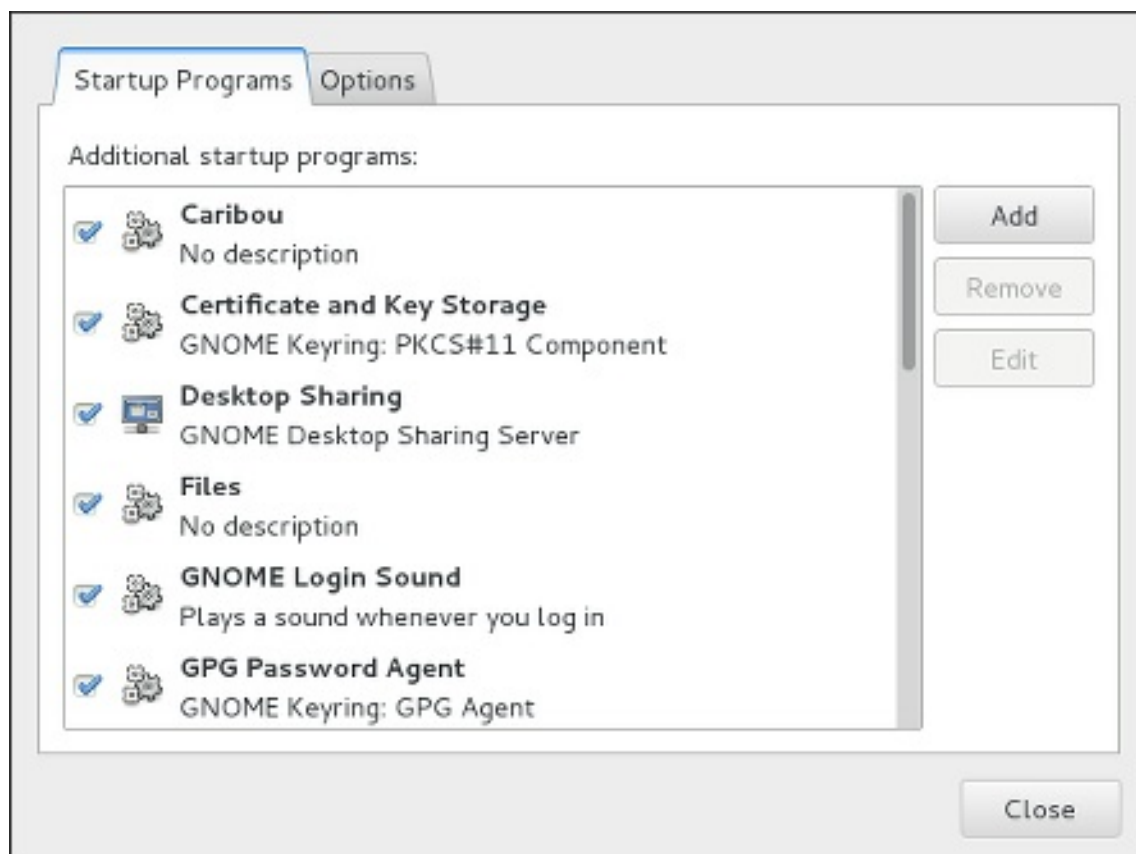 Startup Programs
Options
Additional startup programs:
Caribou
No description
Certificate and Key Storage
GNOME Keyring: PKCS#11 Component
Desktop Sharing
GNOME Desktop Sharing Server
Files
No description
GNOME Login Sound
Plays a sound whenever you log in
GPG Password Agent
GNOME Keyring: GPG Agent
Add
Remove
Edit
Close